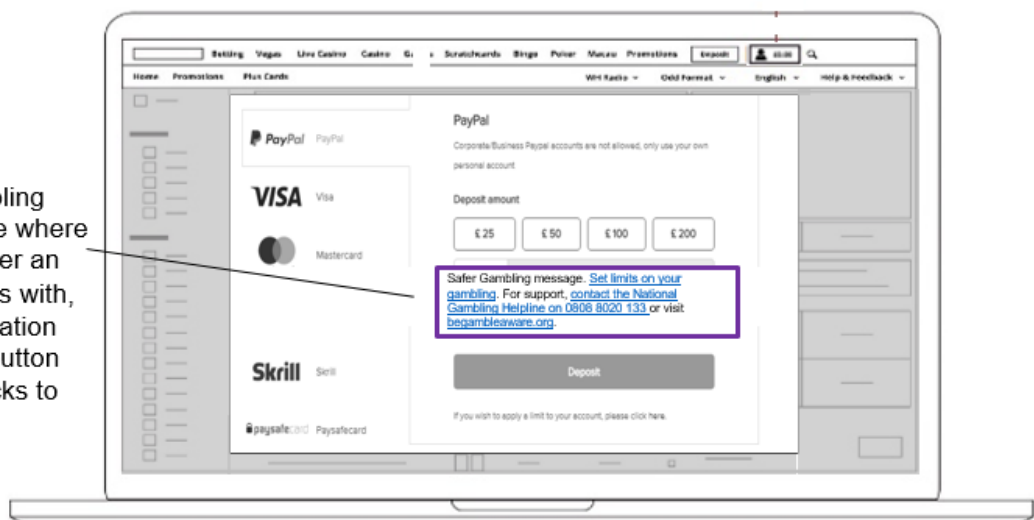 Betting Vegas Live Casino Casino Scratchcards Bingo Poker Macau Promotions Deposit £0.00
Home Promotions Plus Cards WH Radio Odd Format English Help & Feedback
PayPal PayPal
VISA Visa
Mastercard
Skrill Skrill
paysafecard Paysafecard
PayPal
Corporate/Business Paypal accounts are not allowed, only use your own
personal account
Deposit amount
£ 25 £ 50 £ 100 £ 200
Safer Gambling message. Set limits on your
gambling. For support, contact the National
Gambling Helpline on 0808 8020 133 or visit
begambleaware.org.
Deposit
If you wish to apply a limit to your account, please click here.
bling
e where
er an
s with,
ation
utton
ks to